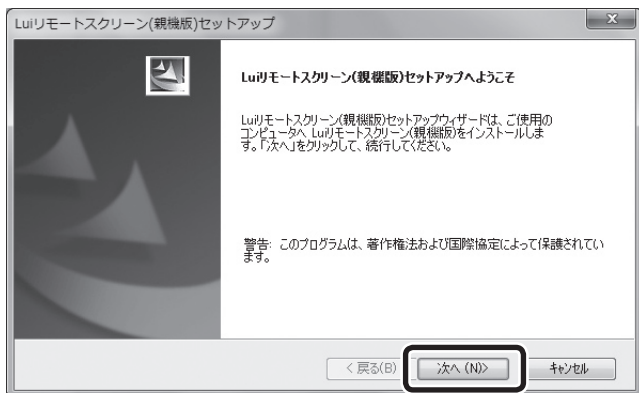 Luiリモートスクリーン(親機版)セットアップ
Luiリモートスクリーン(親機版)セットアップへようこそ
Luiリモートスクリーン(親機版)セットアップウィザードは、ご使用の
コンピュータへ Luiリモートスクリーン(親機版)をインストールしま
す。「次へ」をクリックして、続行してください。
警告: このプログラムは、著作権法および国際協定によって保護されてい
ます。
< 戻る(B)
次へ (N)>
キャンセル